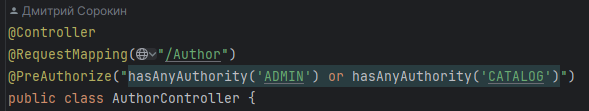 Дмитрий Сорокин
@Controller
@RequestMapping("/Author")
@PreAuthorize("hasAnyAuthority('ADMIN') or hasAnyAuthority('CATALOG')")
public class AuthorController {